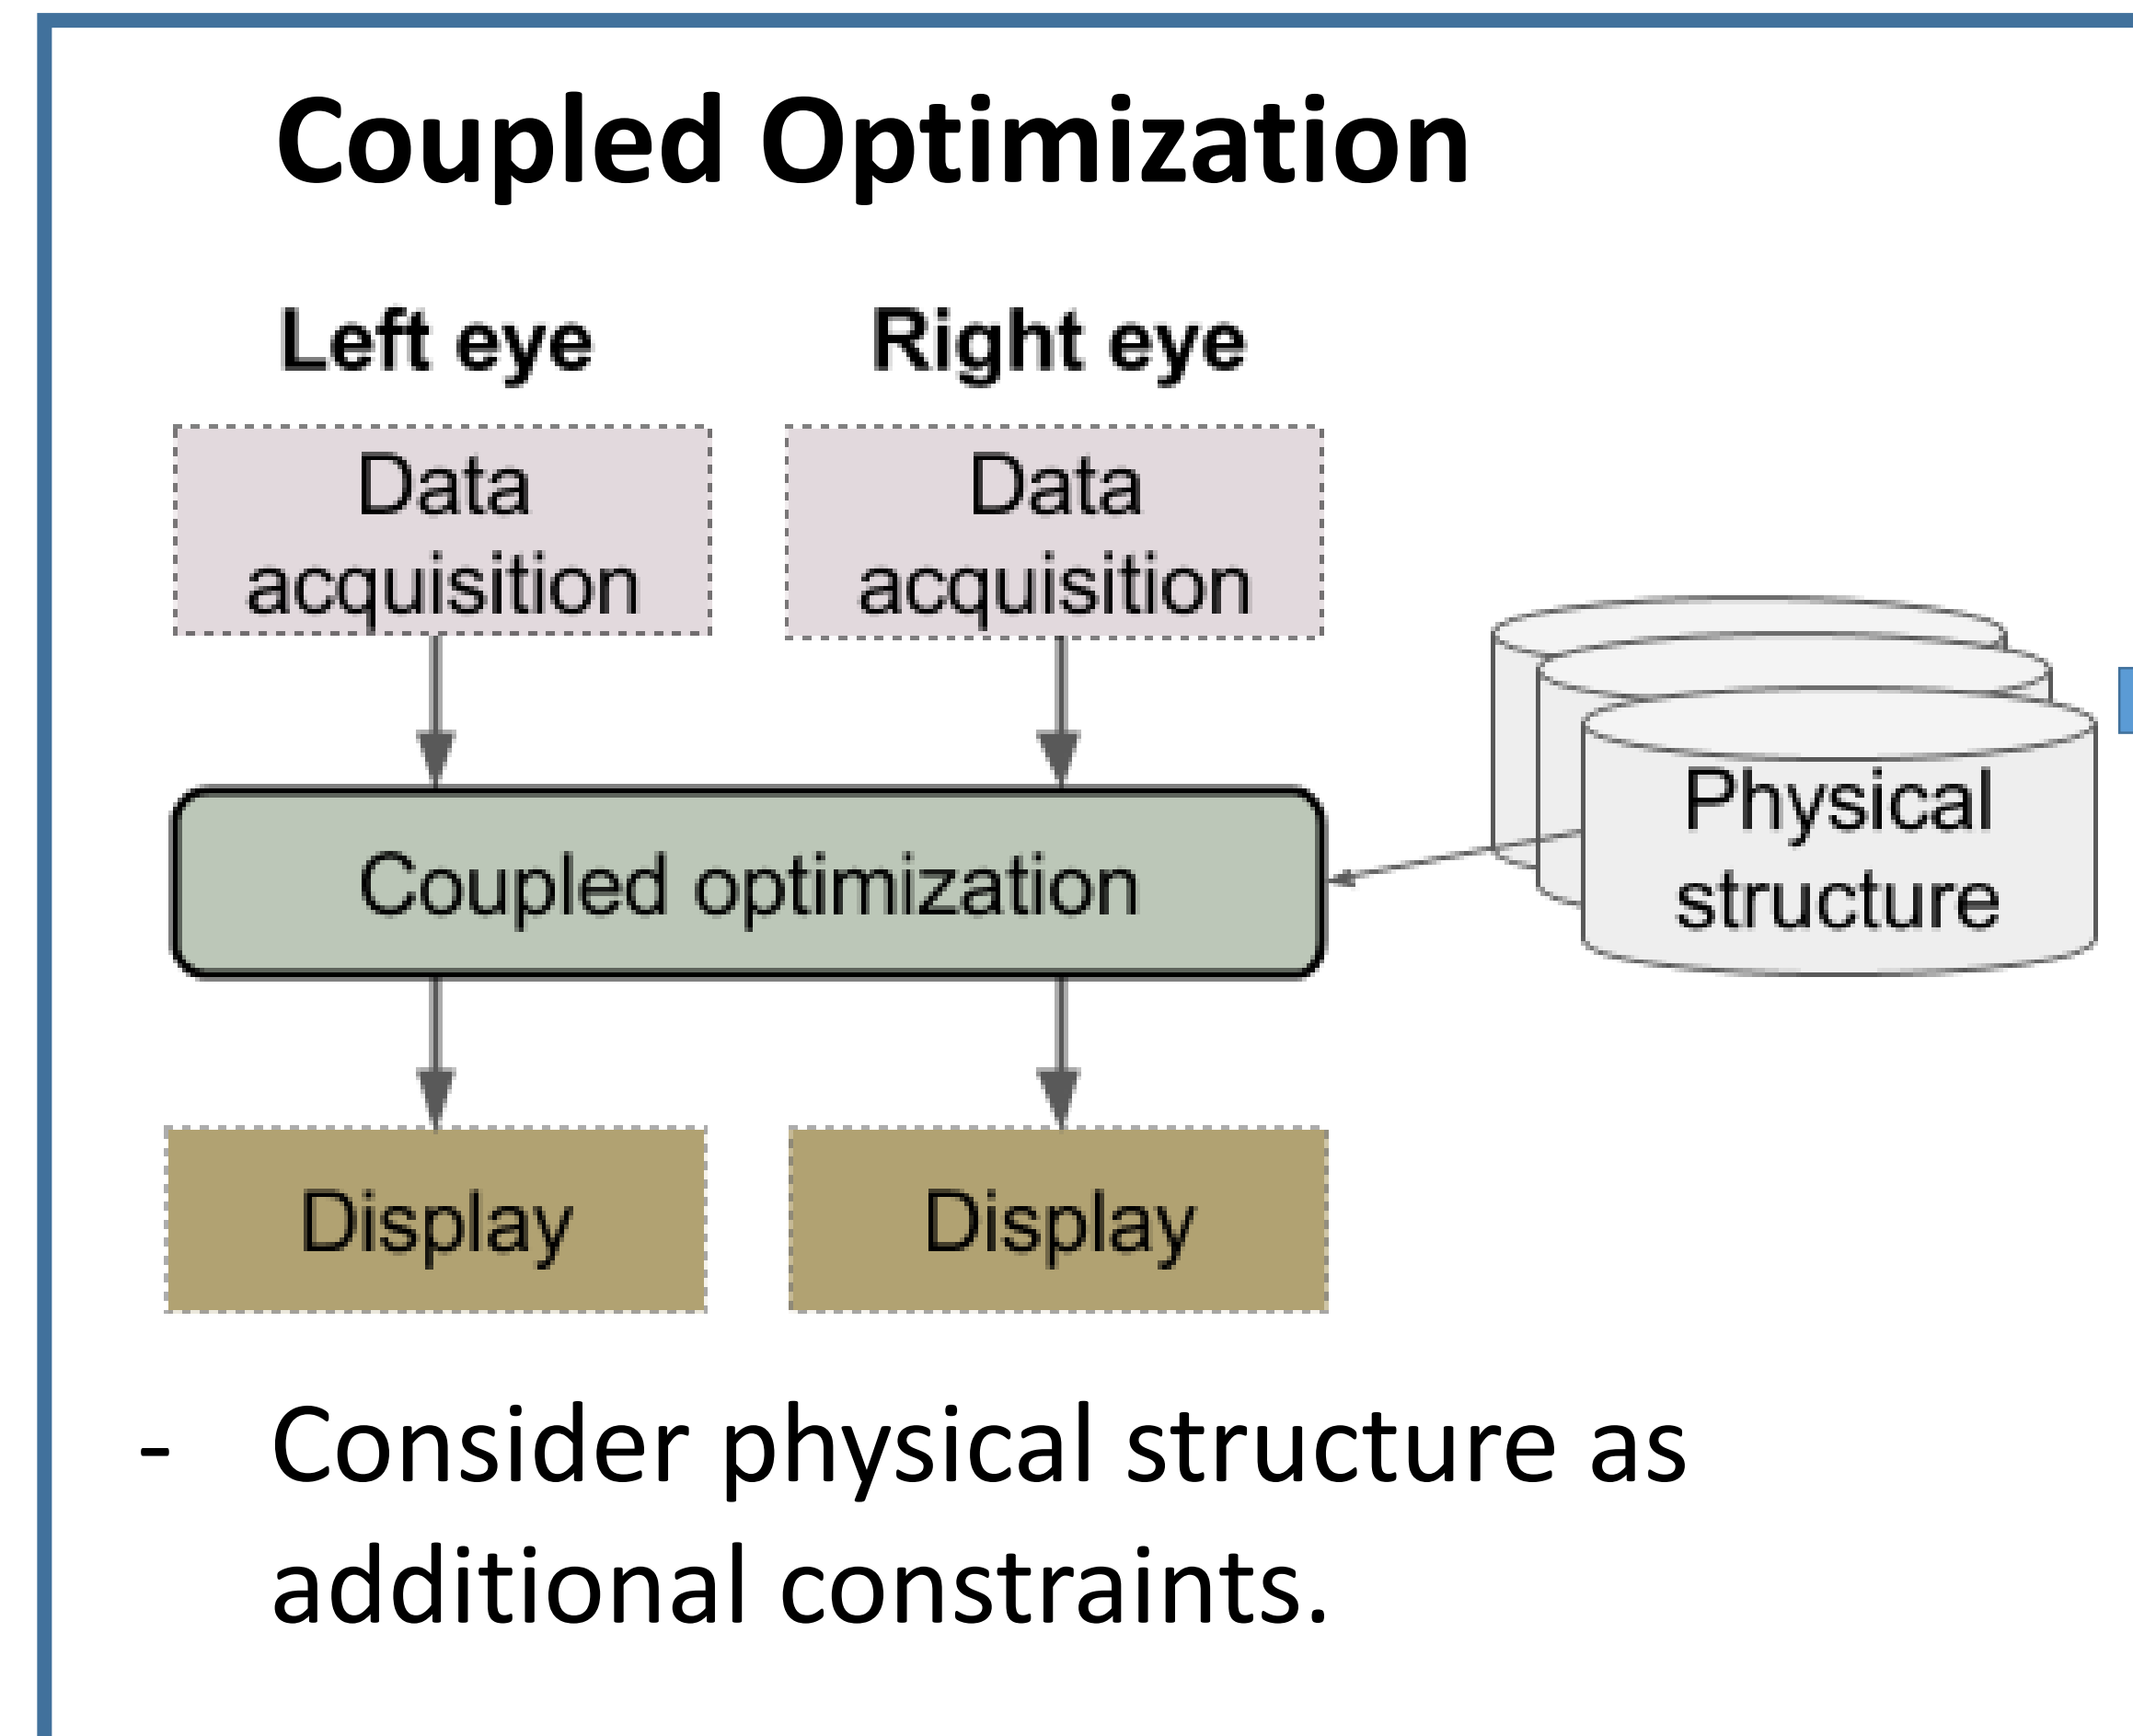 Coupled Optimization
Left eye
Right eye
Data
acquisition
Data
acquisition
Physical
structure
Coupled optimization
Display
Display
- Consider physical structure as
additional constraints.